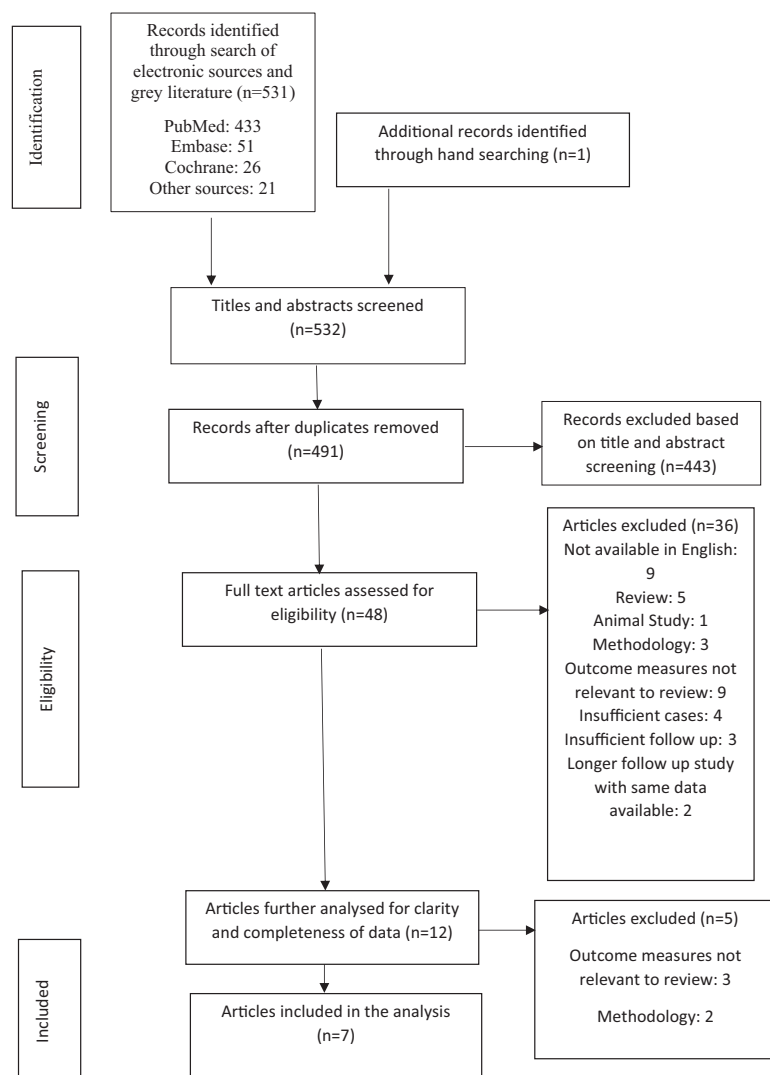 Identification
Records identified
through search of
electronic sources and
grey literature (n=531)
PubMed: 433
Embase: 51
Cochrane: 26
Other sources: 21
Additional records identified
through hand searching (n=1)
Titles and abstracts screened
(n=532)
Screening
Records after duplicates removed
(n=491)
Records excluded based
on title and abstract
screening (n=443)
Eligibility
Full text articles assessed for
eligibility (n=48)
Articles excluded (n=36)
Not available in English:
9
Review: 5
Animal Study: 1
Methodology: 3
Outcome measures not
relevant to review: 9
Insufficient cases: 4
Insufficient follow up: 3
Longer follow up study
with same data
available: 2
Included
Articles further analysed for clarity
and completeness of data (n=12)
Articles excluded (n=5)
Outcome measures not
relevant to review: 3
Methodology: 2
Articles included in the analysis
(n=7)